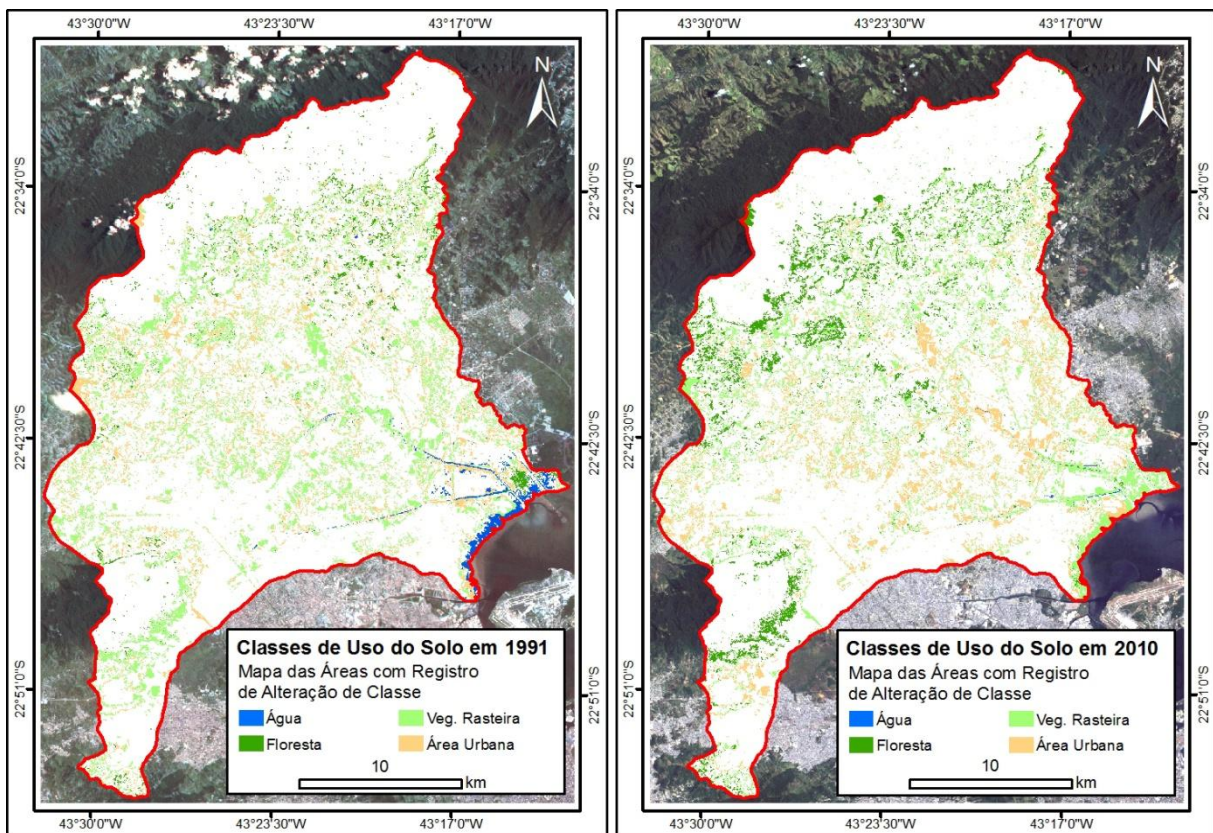 43°30'0"W 43°23'30"W 43°17'0"W
N
22°34'0"S
22°34'0"S
22°42'30"S
22°42'30"S
22°51'0"S
22°51'0"S
Classes de Uso do Solo em 1991
Mapa das Áreas com Registro
de Alteração de Classe
Água Veg. Rasteira
Floresta Área Urbana
10
km
43°30'0"W 43°23'30"W 43°17'0"W
43°30'0"W 43°23'30"W 43°17'0"W
N
22°34'0"S
22°34'0"S
22°42'30"S
22°42'30"S
22°51'0"S
22°51'0"S
Classes de Uso do Solo em 2010
Mapa das Áreas com Registro
de Alteração de Classe
Água Veg. Rasteira
Floresta Área Urbana
10
km
43°30'0"W 43°23'30"W 43°17'0"W